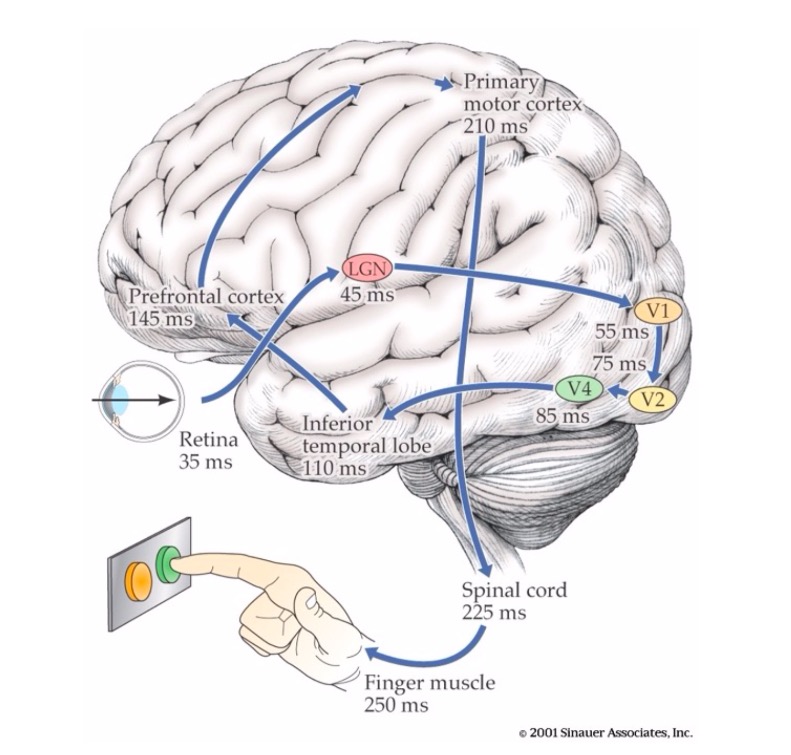 Primary
motor cortex
210 ms
LGN
45 ms
Prefrontal cortex
145 ms
V1
55 ms
75 ms
V2
V4
85 ms
Retina
35 ms
Inferior
temporal lobe
110 ms
Spinal cord
225 ms
Finger muscle
250 ms
© 2001 Sinauer Associates, Inc.